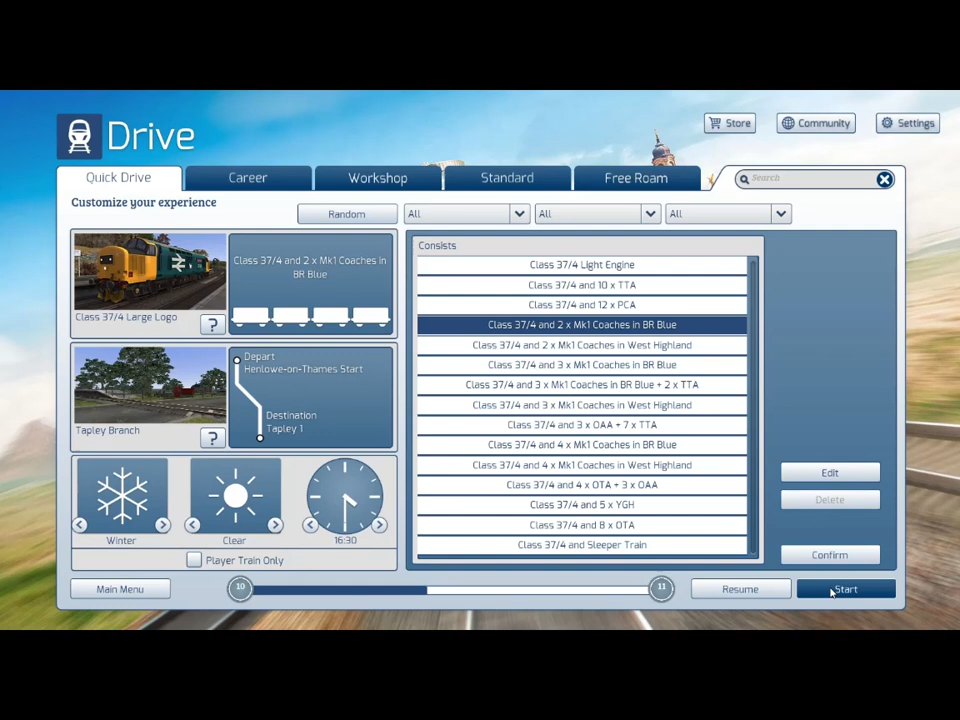 Drive
Store
Community
Settings
Quick Drive
Career
Workshop
Standard
Free Roam
Search
Customize your experience
Random
All
All
All
Class 37/4 Large Logo
?
Class 37/4 and 2 x Mk1 Coaches in
BR Blue
Tapley Branch
?
Depart
Henlowe-on-Thames Start
Destination
Tapley 1
Winter
Clear
16:30
Player Train Only
Consists
Class 37/4 Light Engine
Class 37/4 and 10 x TTA
Class 37/4 and 12 x PCA
Class 37/4 and 2 x Mk1 Coaches in BR Blue
Class 37/4 and 2 x Mk1 Coaches in West Highland
Class 37/4 and 3 x Mk1 Coaches in BR Blue
Class 37/4 and 3 x Mk1 Coaches in BR Blue + 2 x TTA
Class 37/4 and 3 x Mk1 Coaches in West Highland
Class 37/4 and 3 x OAA + 7 x TTA
Class 37/4 and 4 x Mk1 Coaches in BR Blue
Class 37/4 and 4 x Mk1 Coaches in West Highland
Class 37/4 and 4 x OTA + 3 x OAA
Class 37/4 and 5 x YGH
Class 37/4 and 8 x OTA
Class 37/4 and Sleeper Train
Edit
Delete
Confirm
Main Menu
10
11
Resume
Start